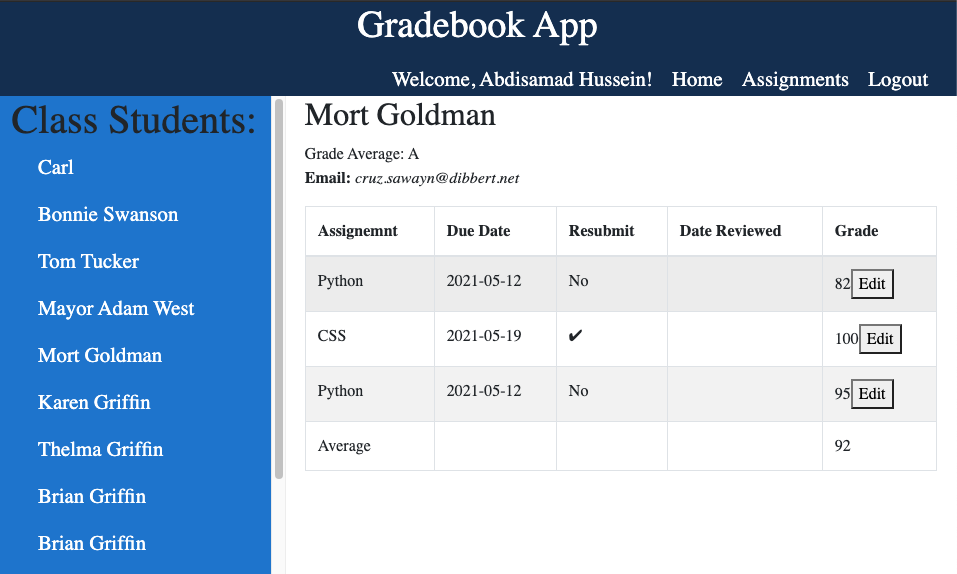 Gradebook App
Welcome, Abdisamad Hussein! Home Assignments Logout
Class Students:
Carl
Bonnie Swanson
Tom Tucker
Mayor Adam West
Mort Goldman
Karen Griffin
Thelma Griffin
Brian Griffin
Brian Griffin
Mort Goldman
Grade Average: A
Email: cruz.sawayn@dibbert.net
Assignemnt Due Date Resubmit Date Reviewed Grade
Python 2021-05-12 No 82 Edit
CSS 2021-05-19 ✔ 100 Edit
Python 2021-05-12 No 95 Edit
Average 92